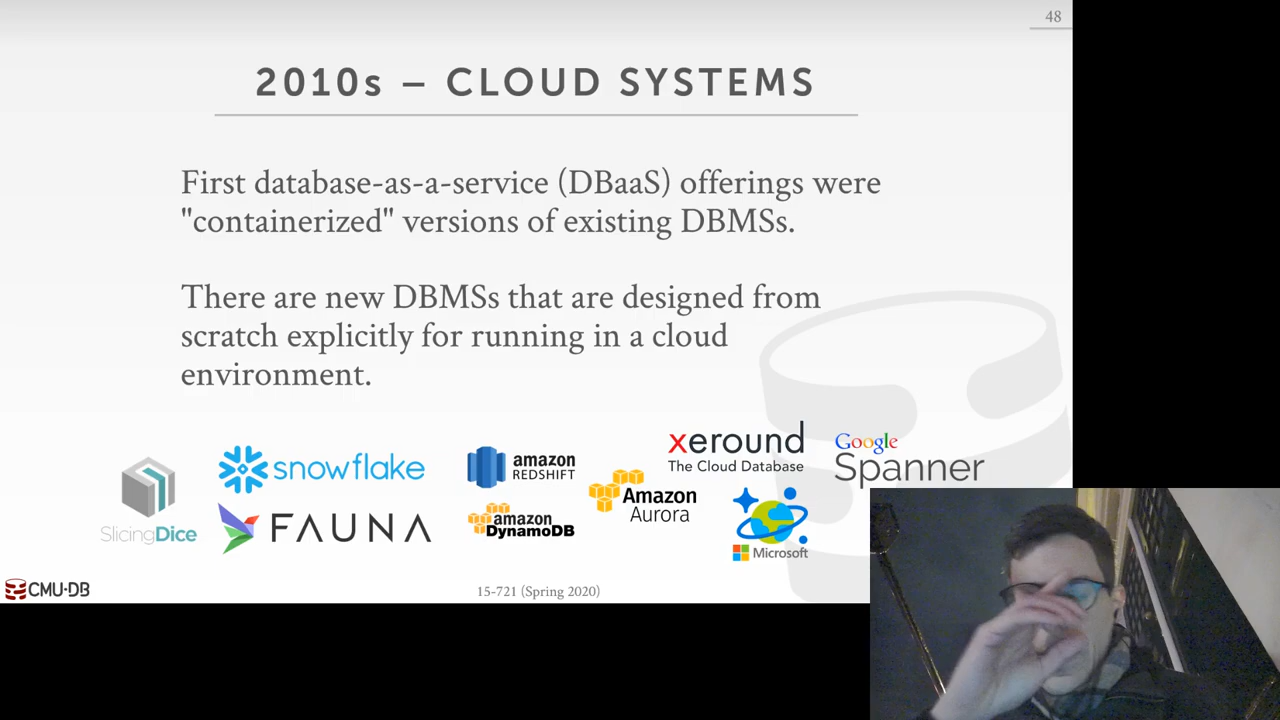 48
2010s – CLOUD SYSTEMS
First database-as-a-service (DBaaS) offerings were
"containerized" versions of existing DBMSs.
There are new DBMSs that are designed from
scratch explicitly for running in a cloud
environment.
SlicingDice
snowflake
FAUNA
amazon
REDSHIFT
amazon
DynamoDB
Amazon
Aurora
xeround
The Cloud Database
Microsoft
Google
Spanner
CMU·DB
15-721 (Spring 2020)